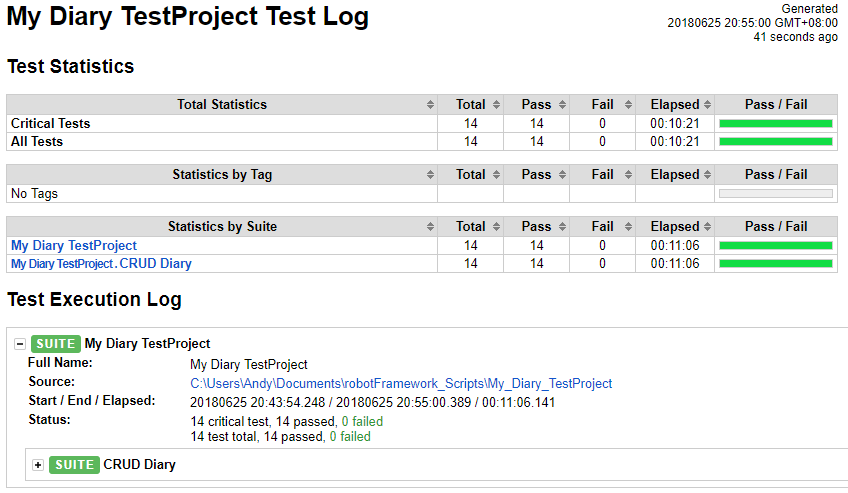 My Diary TestProject Test Log
Generated
20180625 20:55:00 GMT+08:00
41 seconds ago
Test Statistics
Total Statistics Total Pass Fail Elapsed Pass / Fail
Critical Tests 14 14 0 00:10:21
All Tests 14 14 0 00:10:21
Statistics by Tag Total Pass Fail Elapsed Pass / Fail
No Tags
Statistics by Suite Total Pass Fail Elapsed Pass / Fail
My Diary TestProject 14 14 0 00:11:06
My Diary TestProject . CRUD Diary 14 14 0 00:11:06
Test Execution Log
SUITE My Diary TestProject
Full Name: My Diary TestProject
Source: C:\Users\Andy\Documents\robotFramework_Scripts\My_Diary_TestProject
Start / End / Elapsed: 20180625 20:43:54.248 / 20180625 20:55:00.389 / 00:11:06.141
Status: 14 critical test, 14 passed, 0 failed
14 test total, 14 passed, 0 failed
SUITE CRUD Diary